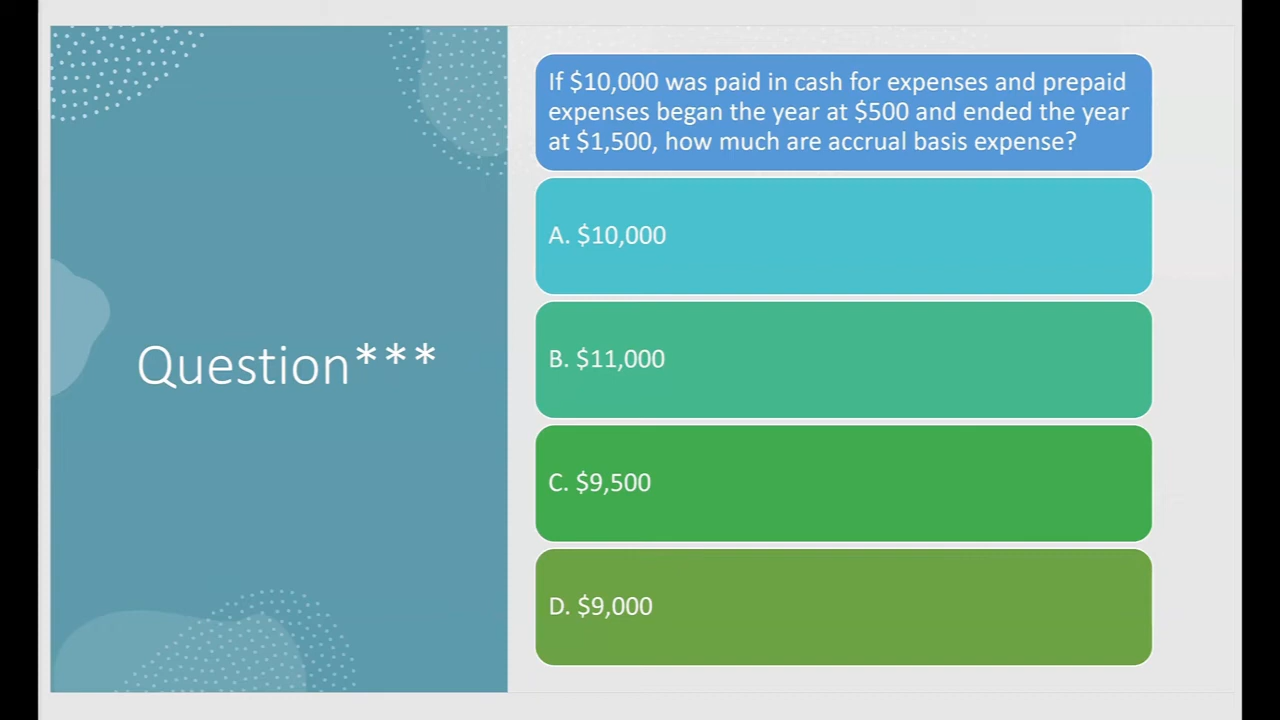 Question***
If $10,000 was paid in cash for expenses and prepaid
expenses began the year at $500 and ended the year
at $1,500, how much are accrual basis expense?
A. $10,000
B. $11,000
C. $9,500
D. $9,000